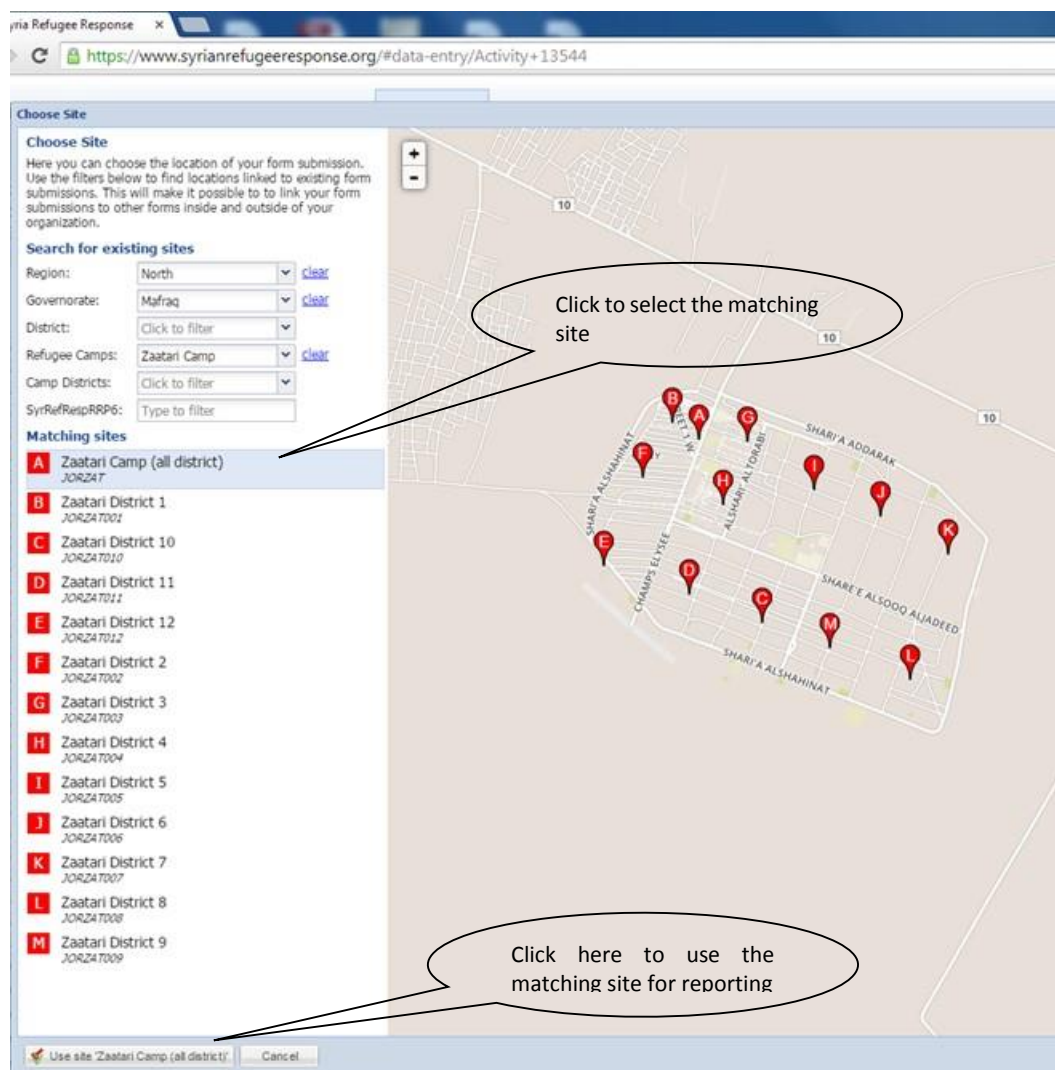 yria Refugee Response
https://www.syrianrefugeeresponse.org/#data-entry/Activity+13544
Choose Site
Choose Site
Here you can choose the location of your form submission.
Use the filters below to find locations linked to existing form
submissions. This will make it possible to to link your form
submissions to other forms inside and outside of your
organization.
Search for existing sites
Region: North clear
Governorate: Mafraq clear
District: Click to filter
Refugee Camps: Zaatari Camp clear
Camp Districts: Click to filter
SyrRefRespRRP6: Type to filter
Matching sites
A Zaatari Camp (all district)
JORZAT
B Zaatari District 1
JORZAT001
C Zaatari District 10
JORZAT010
D Zaatari District 11
JORZAT011
E Zaatari District 12
JORZAT012
F Zaatari District 2
JORZAT002
G Zaatari District 3
JORZAT003
H Zaatari District 4
JORZAT004
I Zaatari District 5
JORZAT005
J Zaatari District 6
JORZAT006
K Zaatari District 7
JORZAT007
L Zaatari District 8
JORZAT008
M Zaatari District 9
JORZAT009
Use site 'Zaatari Camp (all district)' Cancel
+
-
10
Click to select the matching
site
10
10
B
A
G
SHARI'A ADDARAK
F
I
H
J
K
SHARI'A ALSHAHINAT
ALSHARI' ALTORABI
E
D
CHAMPS ELYSEE
C
SHARE'E ALSOOQ ALJADEED
M
L
SHARI'A ALSHAHINAT
Click here to use the
matching site for reporting